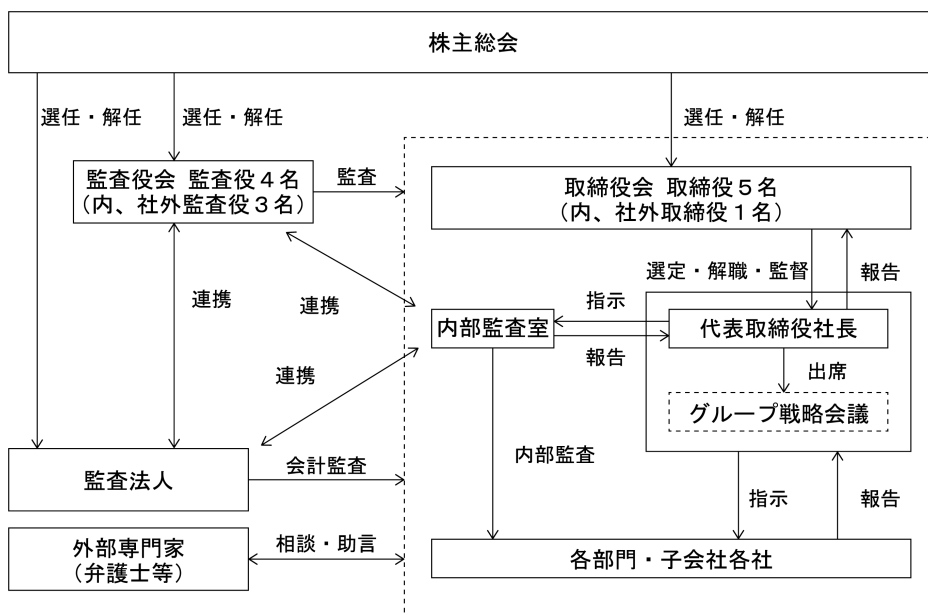 株主総会
選任・解任
選任・解任
選任・解任
監査役会 監査役4名
（内、社外監査役3名）
監査
取締役会 取締役5名
（内、社外取締役1名）
選定・解職・監督
報告
連携
連携
指示
内部監査室
代表取締役社長
報告
連携
出席
グループ戦略会議
内部監査
監査法人
会計監査
指示
報告
外部専門家
（弁護士等）
相談・助言
各部門・子会社各社